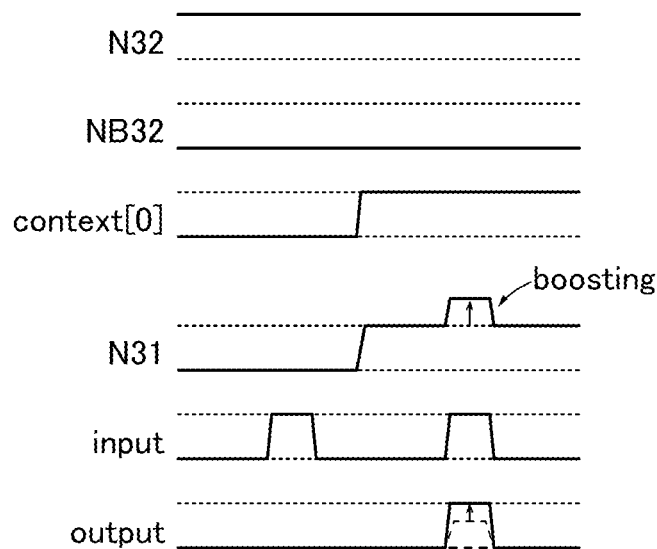 N32
NB32
context[0]
boosting
N31
input
output